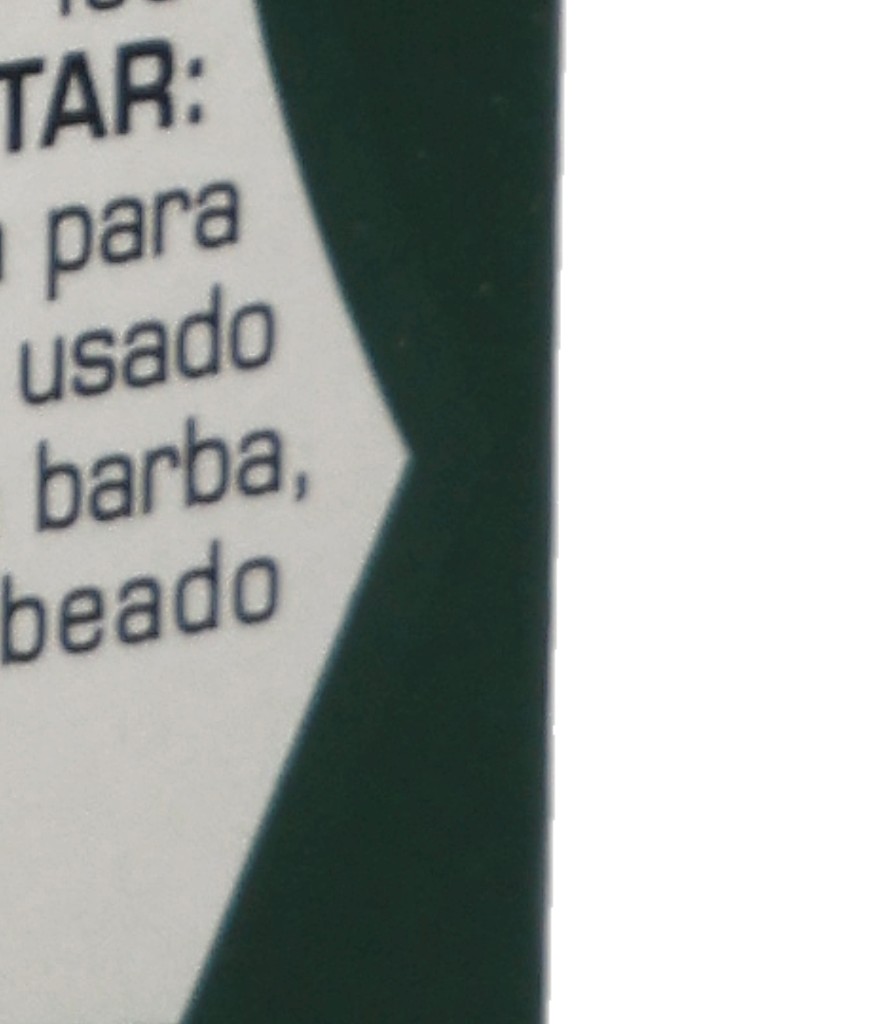 TAR:
para
usado
barba,
beado